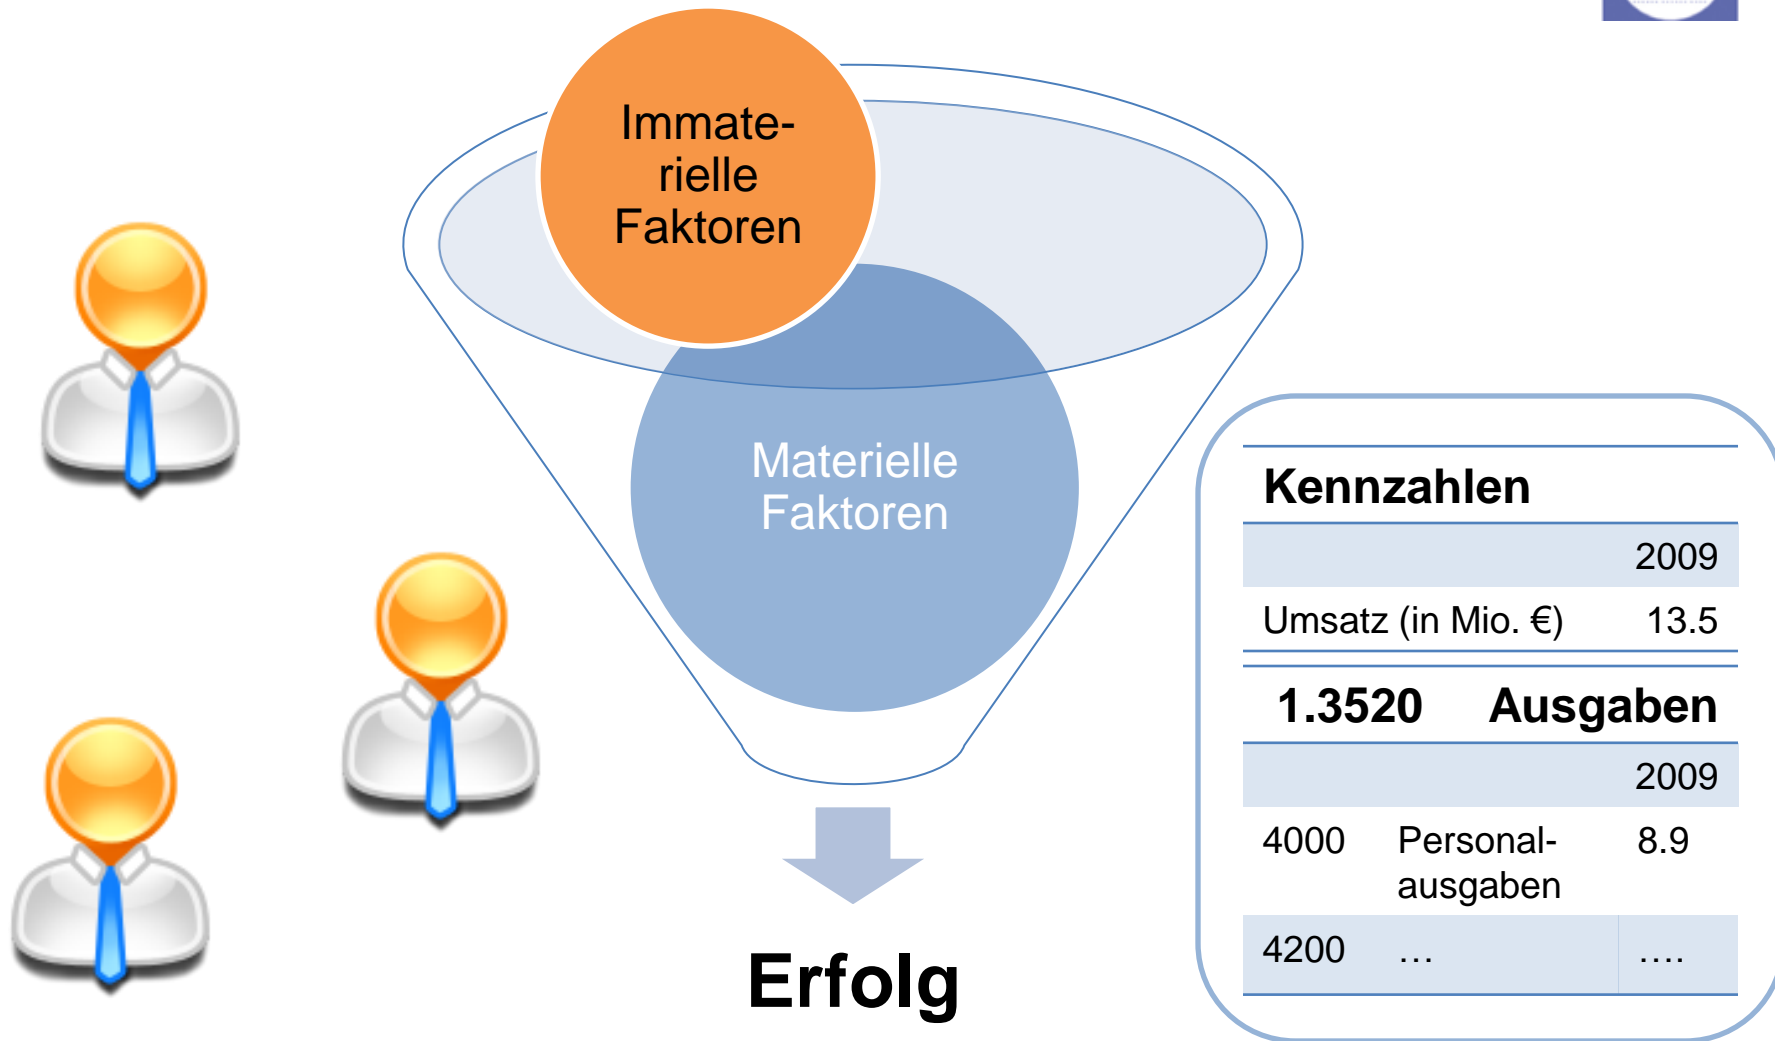 Immate-
rielle
Faktoren
Materielle
Faktoren
Erfolg
Kennzahlen
2009
Umsatz (in Mio. €) 13.5
1.3520 Ausgaben
2009
4000 Personal- 8.9
ausgaben
4200 … ….